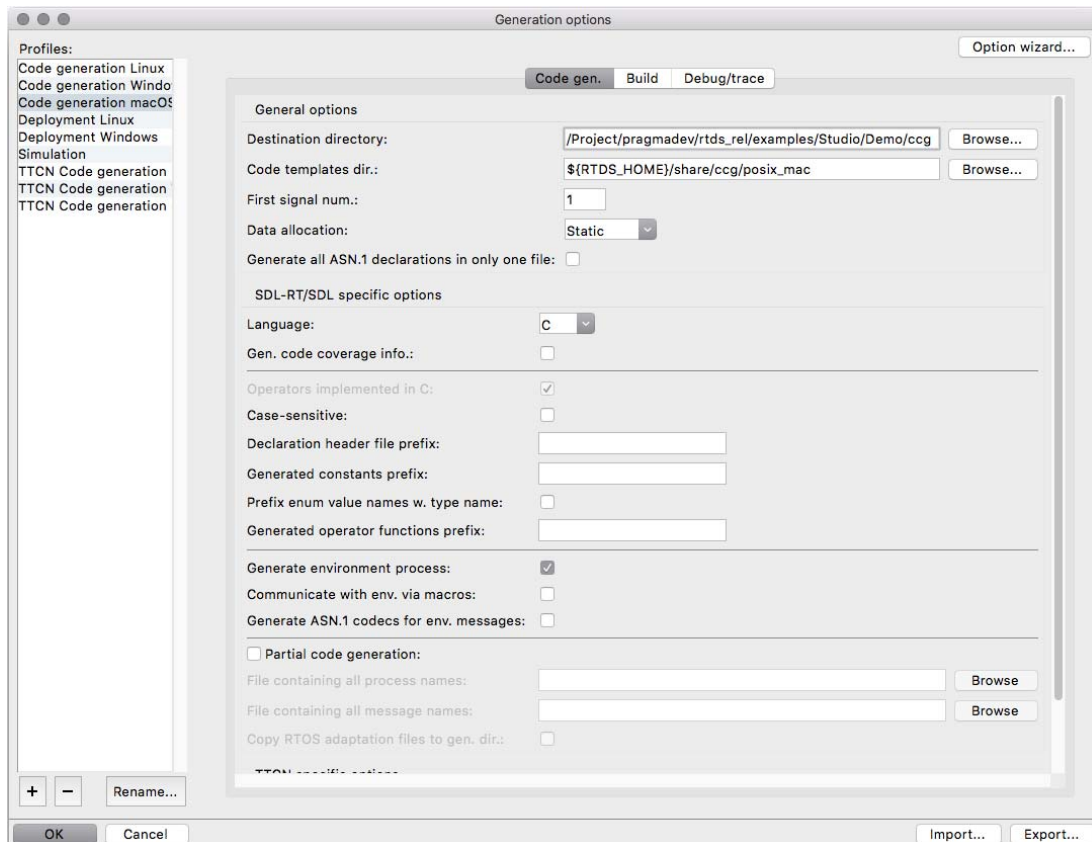 Generation options
Profiles:
Option wizard...
Code generation Linux
Code generation Windo
Code generation macOS
Deployment Linux
Deployment Windows
Simulation
TTCN Code generation
TTCN Code generation
TTCN Code generation
Code gen. Build Debug/trace
General options
Destination directory: /Project/pragmadev/rtds_rel/examples/Studio/Demo/ccg Browse...
Code templates dir.: ${RTDS_HOME}/share/ccg/posix_mac Browse...
First signal num.: 1
Data allocation: Static
Generate all ASN.1 declarations in only one file:
SDL-RT/SDL specific options
Language: C
Gen. code coverage info.:
Operators implemented in C:
Case-sensitive:
Declaration header file prefix:
Generated constants prefix:
Prefix enum value names w. type name:
Generated operator functions prefix:
Generate environment process:
Communicate with env. via macros:
Generate ASN.1 codecs for env. messages:
Partial code generation:
File containing all process names: Browse
File containing all message names: Browse
Copy RTOS adaptation files to gen. dir.:
TTCN specific options
+ − Rename...
OK Cancel Import... Export...